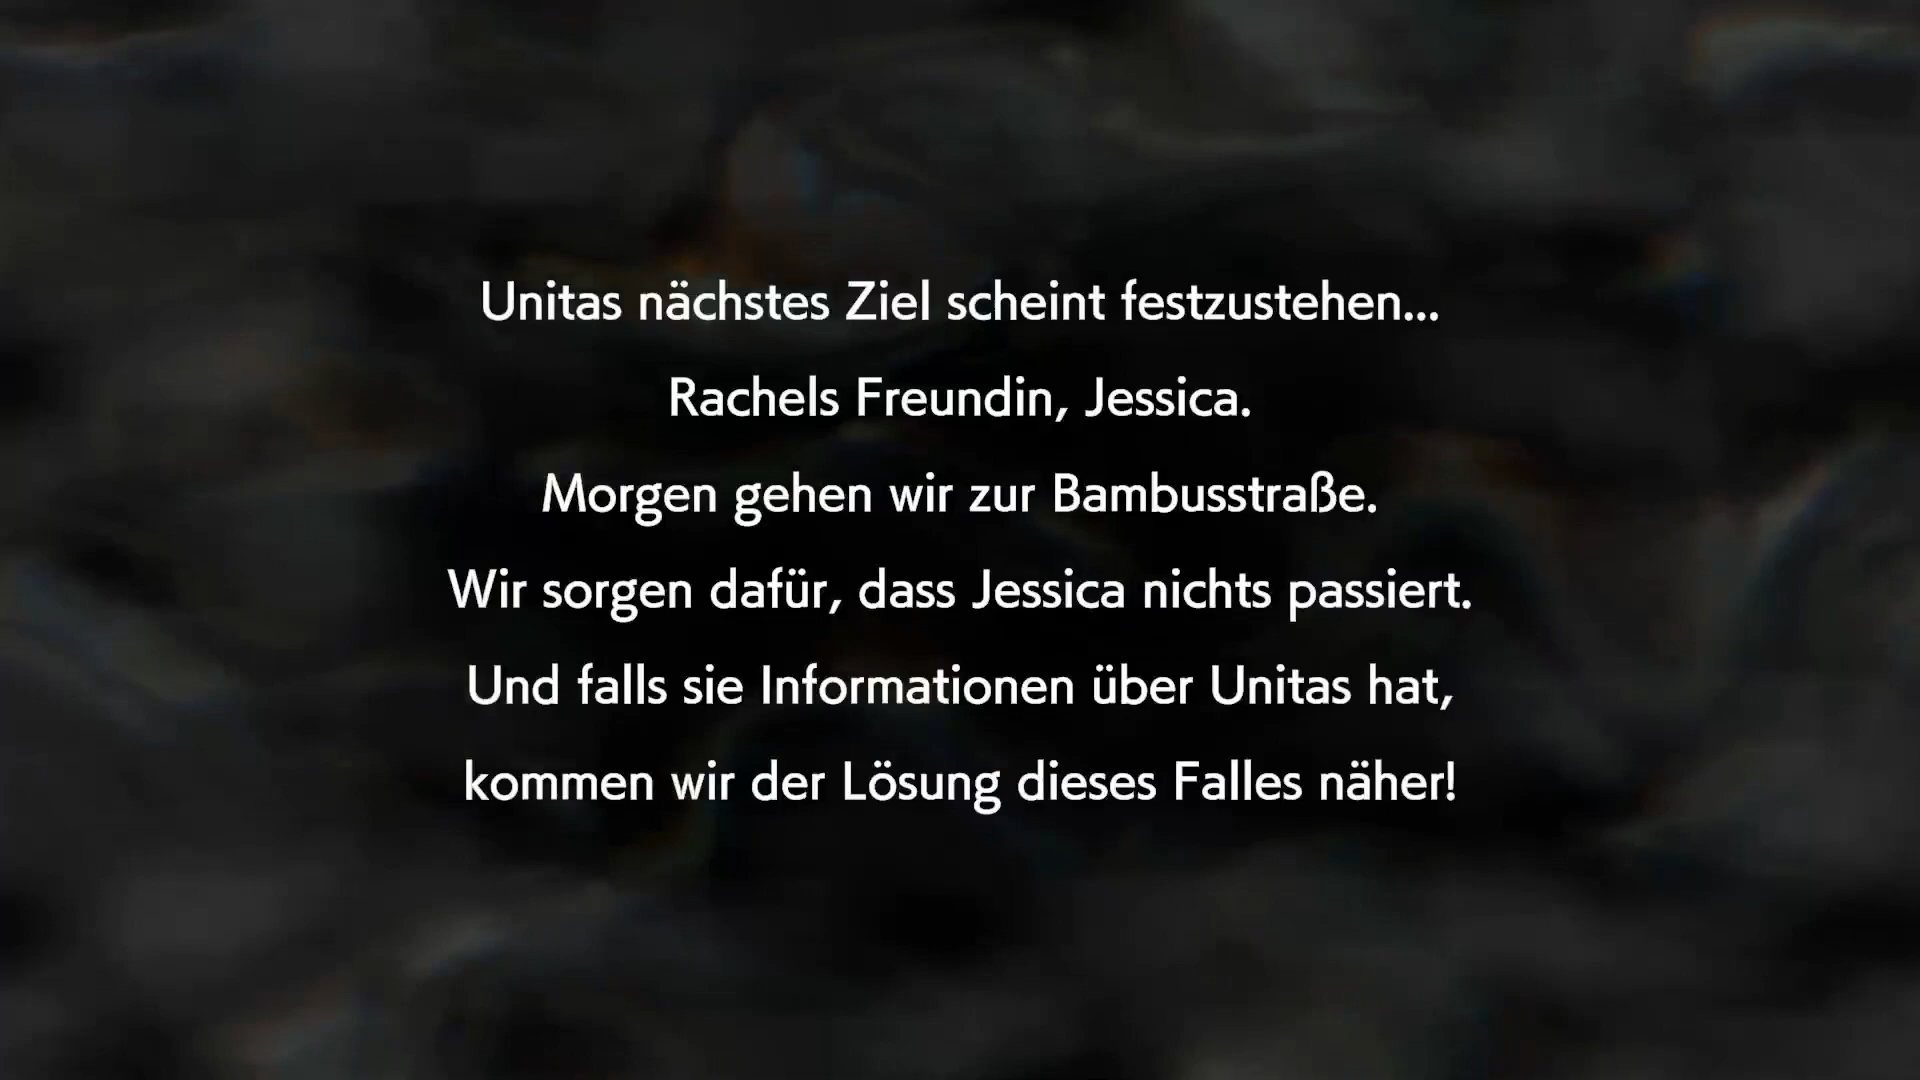 Unitas nächstes Ziel scheint festzustehen...
Rachels Freundin, Jessica.
Morgen gehen wir zur Bambusstraße.
Wir sorgen dafür, dass Jessica nichts passiert.
Und falls sie Informationen über Unitas hat,
kommen wir der Lösung dieses Falles näher!